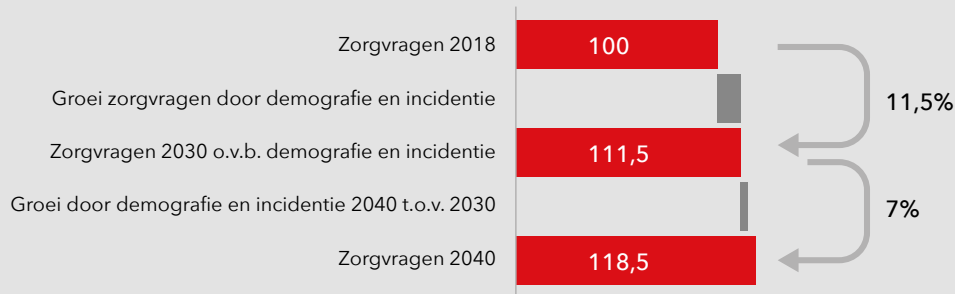 Zorgvragen 2018
100
Groei zorgvragen door demografie en incidentie
11,5%
Zorgvragen 2030 o.v.b. demografie en incidentie
111,5
Groei door demografie en incidentie 2040 t.o.v. 2030
7%
Zorgvragen 2040
118,5